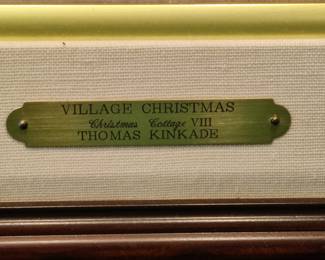 VILLAGE CHRISTMAS
Christmas Cottage VIII
THOMAS KINKADE